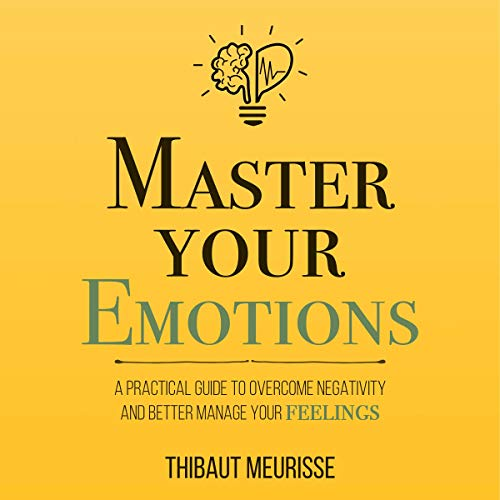 MASTER
YOUR
EMOTIONS
A PRACTICAL GUIDE TO OVERCOME NEGATIVITY
AND BETTER MANAGE YOUR FEELINGS
THIBAUT MEURISSE